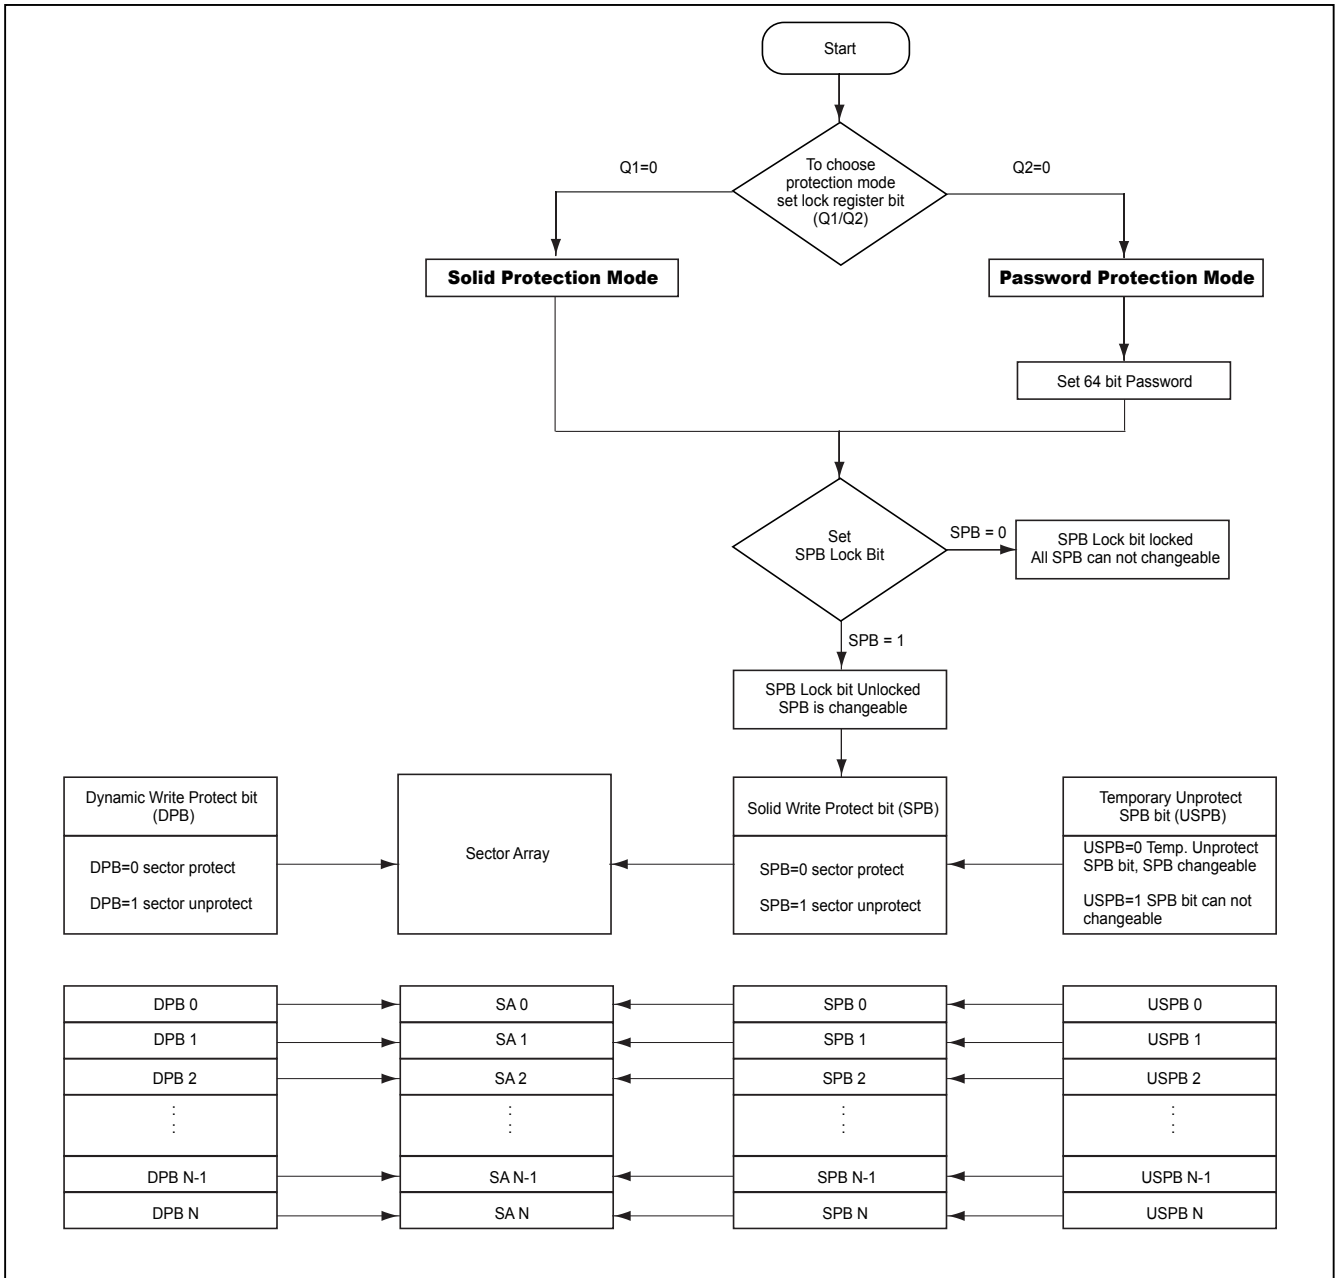 Start
To choose
protection mode
set lock register bit
(Q1/Q2)
Q1=0
Q2=0
Solid Protection Mode
Password Protection Mode
Set 64 bit Password
Set
SPB Lock Bit
SPB = 0
SPB Lock bit locked
All SPB can not changeable
SPB = 1
SPB Lock bit Unlocked
SPB is changeable
Dynamic Write Protect bit
(DPB)
DPB=0 sector protect
DPB=1 sector unprotect
Sector Array
Solid Write Protect bit (SPB)
SPB=0 sector protect
SPB=1 sector unprotect
Temporary Unprotect
SPB bit (USPB)
USPB=0 Temp. Unprotect
SPB bit, SPB changeable
USPB=1 SPB bit can not
changeable
DPB 0
SA 0
SPB 0
USPB 0
DPB 1
SA 1
SPB 1
USPB 1
DPB 2
SA 2
SPB 2
USPB 2
: : : :
: : : :
DPB N-1
SA N-1
SPB N-1
USPB N-1
DPB N
SA N
SPB N
USPB N